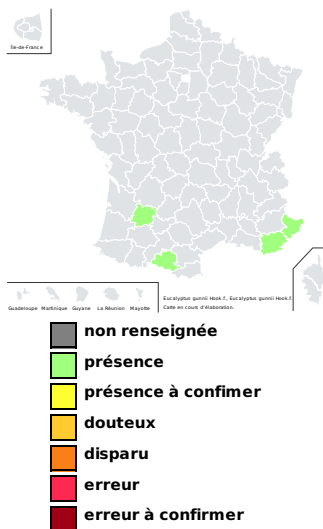 Île-de-France
Guadeloupe Martinique Guyane La Réunion Mayotte
Eucalyptus gunnii Hook.f., Eucalyptus gunnii Hook.f.
Carte en cours d'élaboration.
non renseignée
présence
présence à confimer
douteux
disparu
erreur
erreur à confirmer